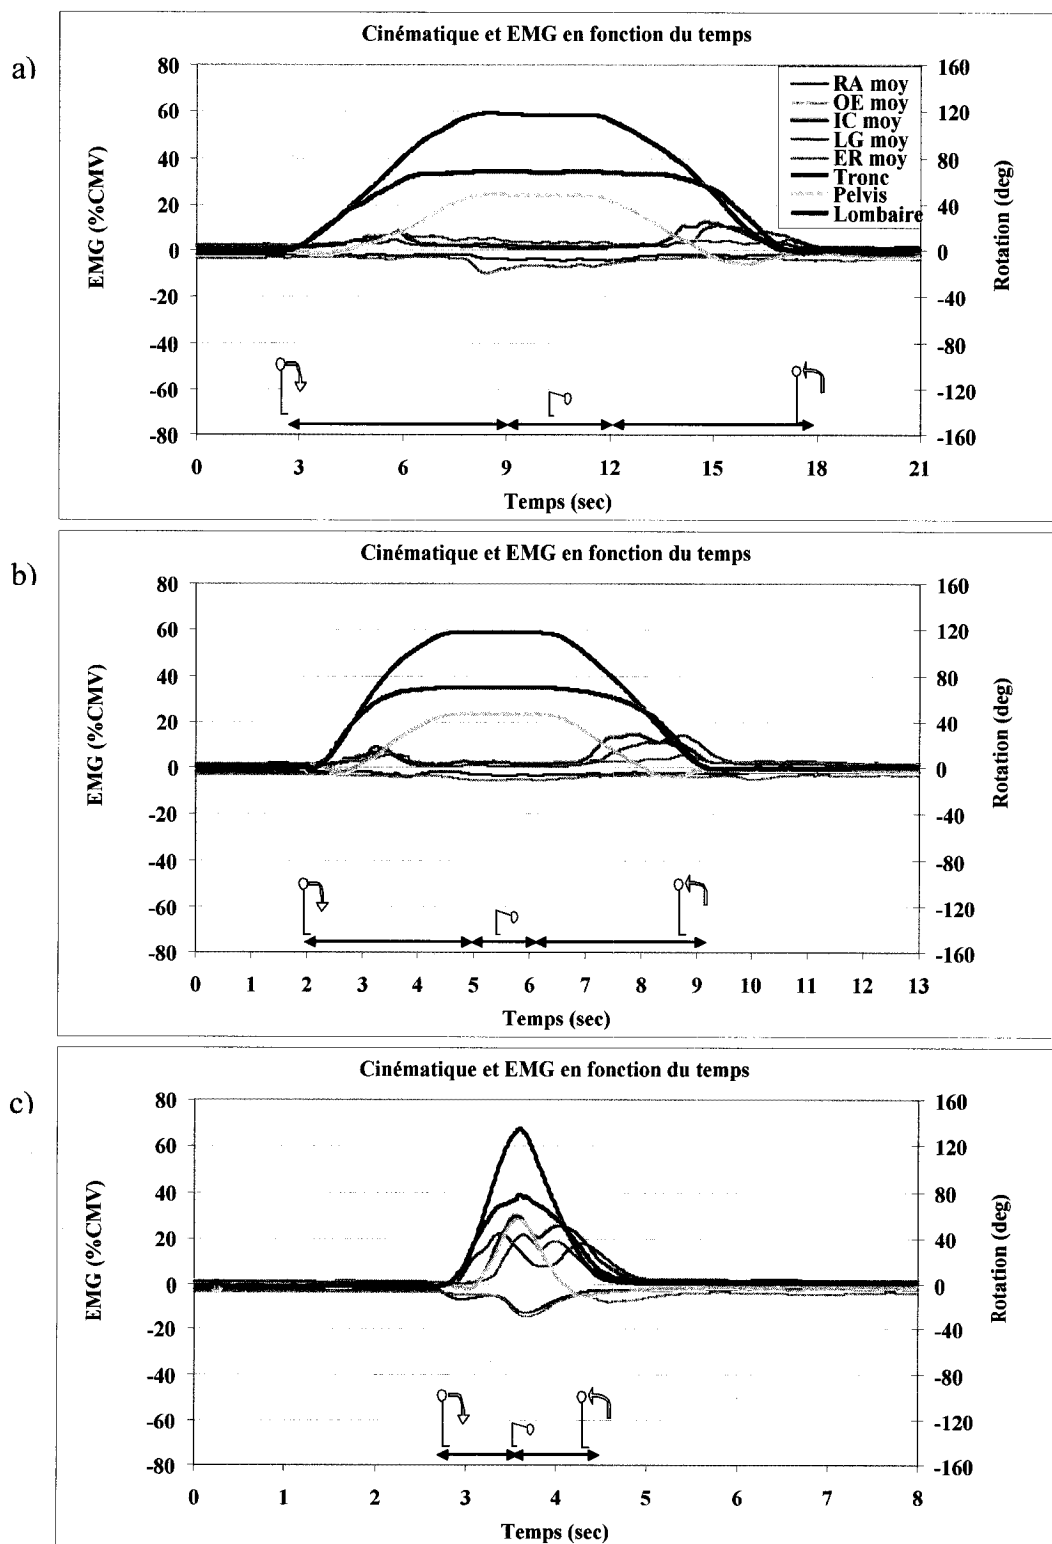 a)
Cinématique et EMG en fonction du temps
RA moy
OE moy
IC moy
LG moy
ER moy
Tronc
Pelvis
Lombaire
EMG (%CMV)
80
60
40
20
0
-20
-40
-60
-80
Rotation (deg)
160
120
80
40
0
-40
-80
-120
-160
0 3 6 9 12 15 18 21
Temps (sec)
b)
Cinématique et EMG en fonction du temps
EMG (%CMV)
80
60
40
20
0
-20
-40
-60
-80
Rotation (deg)
160
120
80
40
0
-40
-80
-120
-160
0 1 2 3 4 5 6 7 8 9 10 11 12 13
Temps (sec)
c)
Cinématique et EMG en fonction du temps
EMG (%CMV)
80
60
40
20
0
-20
-40
-60
-80
Rotation (deg)
160
120
80
40
0
-40
-80
-120
-160
0 1 2 3 4 5 6 7 8
Temps (sec)